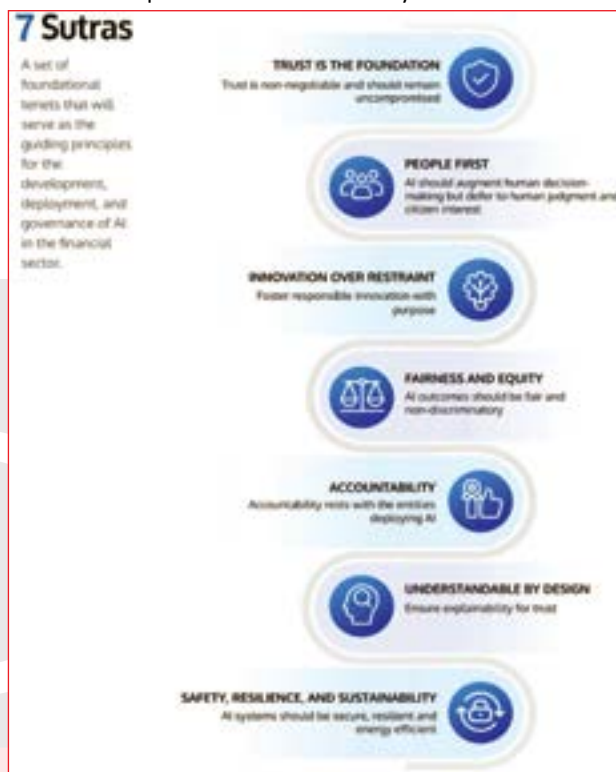 7 Sutras
A set of
foundational
tenets that will
serve as the
guiding principles
for the
development,
deployment, and
governance of AI
in the financial
sector.
TRUST IS THE FOUNDATION
Trust is non-negotiable and should remain
uncompromised
PEOPLE FIRST
AI should augment human decision-
making but defer to human judgment and
citizen interest
INNOVATION OVER RESTRAINT
Foster responsible innovation with
purpose
FAIRNESS AND EQUITY
AI outcomes should be fair and
non-discriminatory
ACCOUNTABILITY
Accountability rests with the entities
deploying AI
UNDERSTANDABLE BY DESIGN
Ensure explainability for trust
SAFETY, RESILIENCE, AND SUSTAINABILITY
AI systems should be secure, resilient and
energy efficient